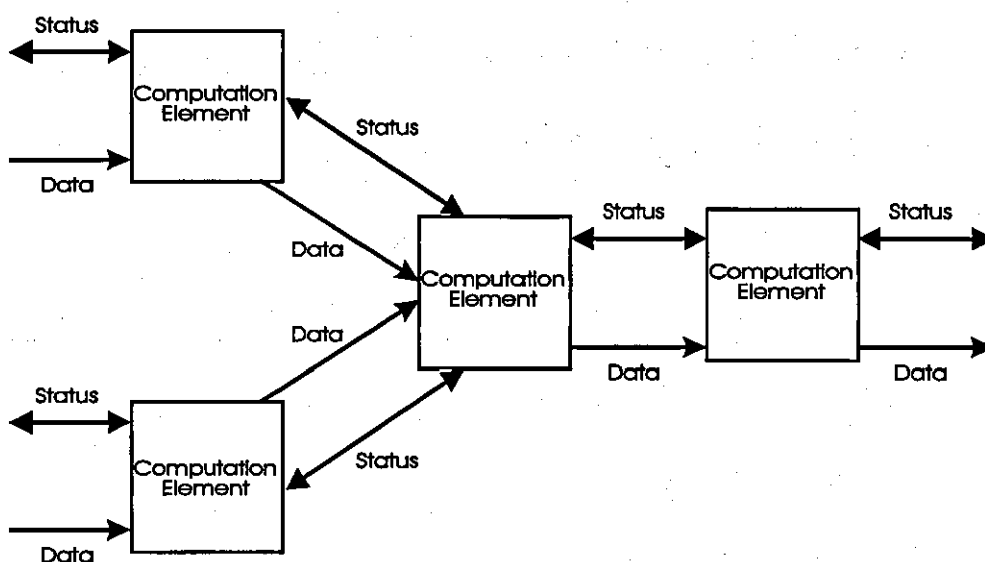 Status
Computation
Element
Data
Status
Data
Status
Status
Computation
Element
Computation
Element
Data
Data
Data
Status
Status
Computation
Element
Data